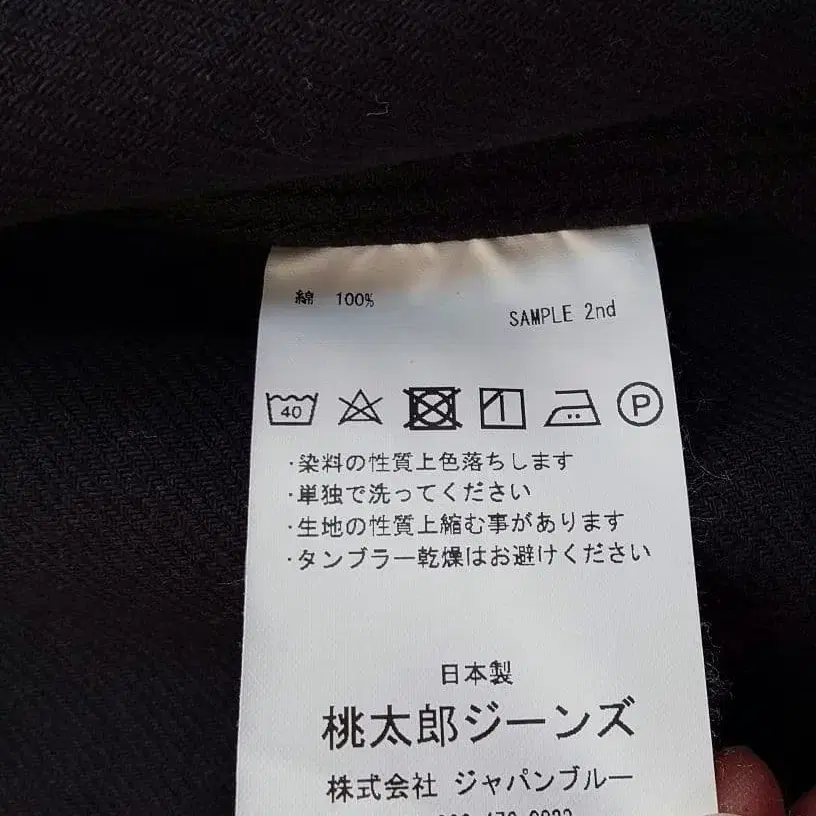 綿 100%
SAMPLE 2nd
40 P
・染料の性質上色落ちします
・単独で洗ってください
・生地の性質上縮む事があります
・タンブラー乾燥はお避けください
日本製
桃太郎ジーンズ
株式会社 ジャパンブルー